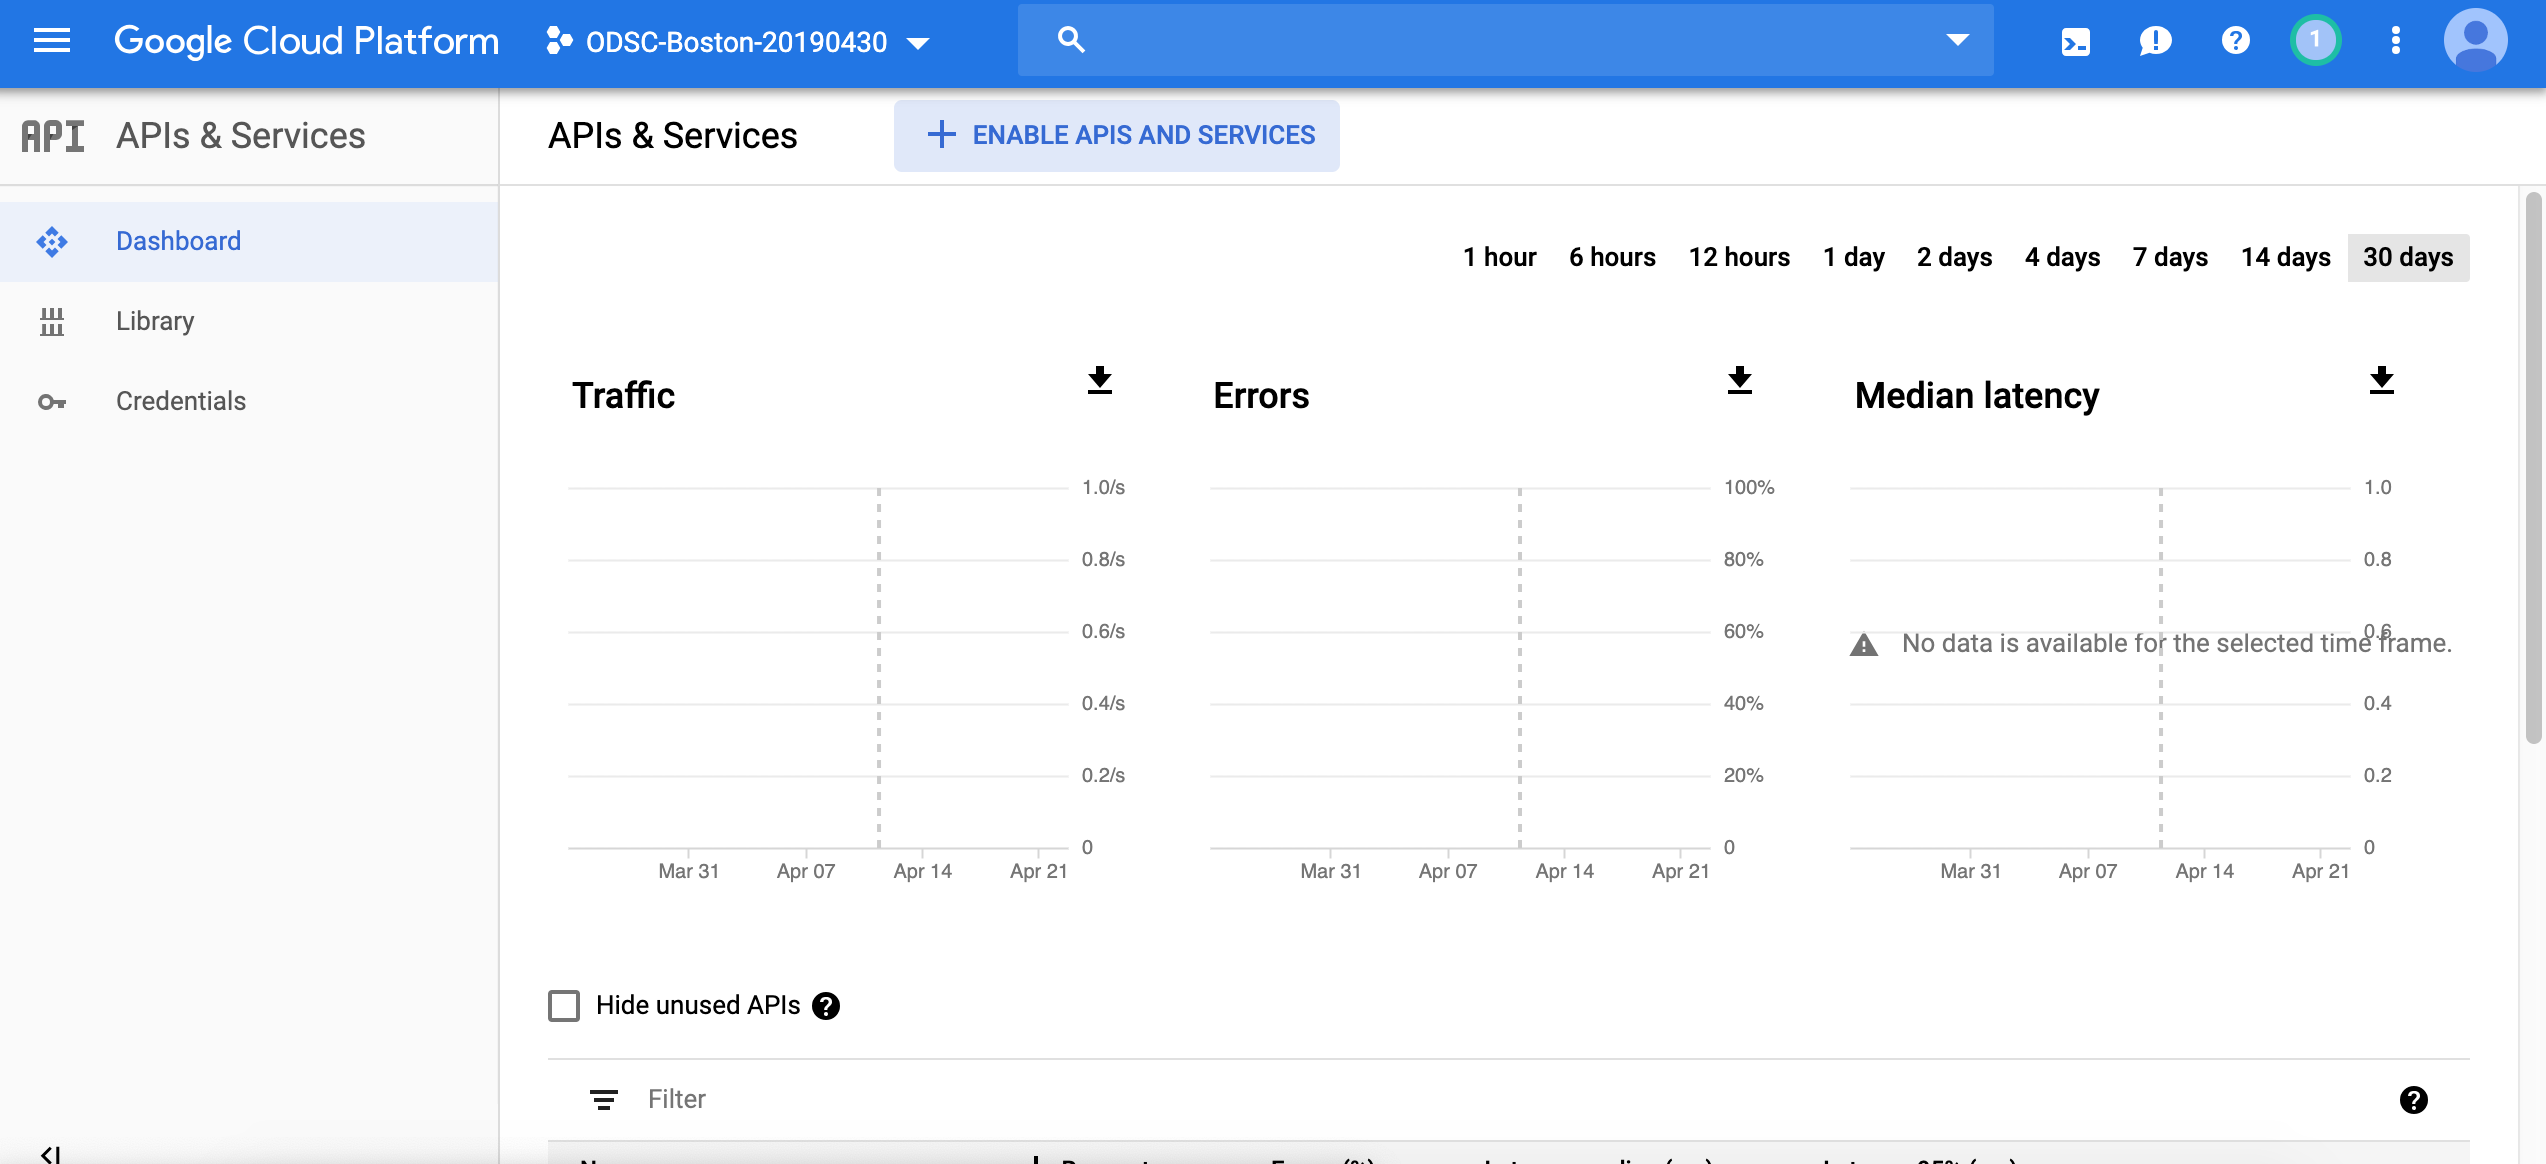 Google Cloud Platform
ODSC-Boston-20190430
1
API APIs & Services
APIs & Services
ENABLE APIS AND SERVICES
Dashboard
Library
Credentials
1 hour 6 hours 12 hours 1 day 2 days 4 days 7 days 14 days 30 days
Traffic
1.0/s
0.8/s
0.6/s
0.4/s
0.2/s
0
Mar 31 Apr 07 Apr 14 Apr 21
Errors
100%
80%
60%
40%
20%
0
Mar 31 Apr 07 Apr 14 Apr 21
Median latency
1.0
0.8
0.6
No data is available for the selected time frame.
0.4
0.2
0
Mar 31 Apr 07 Apr 14 Apr 21
Hide unused APIs
Filter